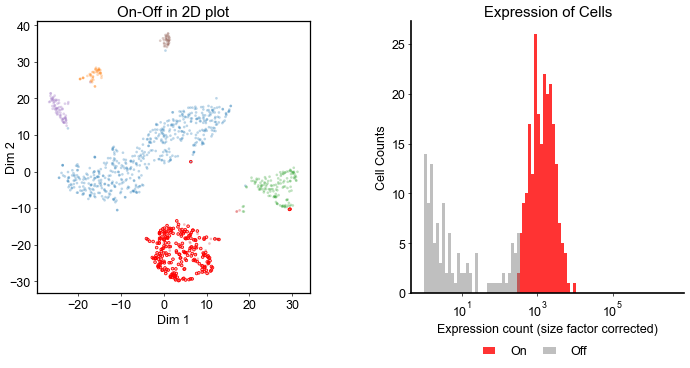 On-Off in 2D plot
Dim 2
40
30
20
10
0
−10
−20
−30
−20 −10 0 10 20 30
Dim 1
Expression of Cells
Cell Counts
25
20
15
10
5
0
10^1 10^3 10^5
Expression count (size factor corrected)
On Off